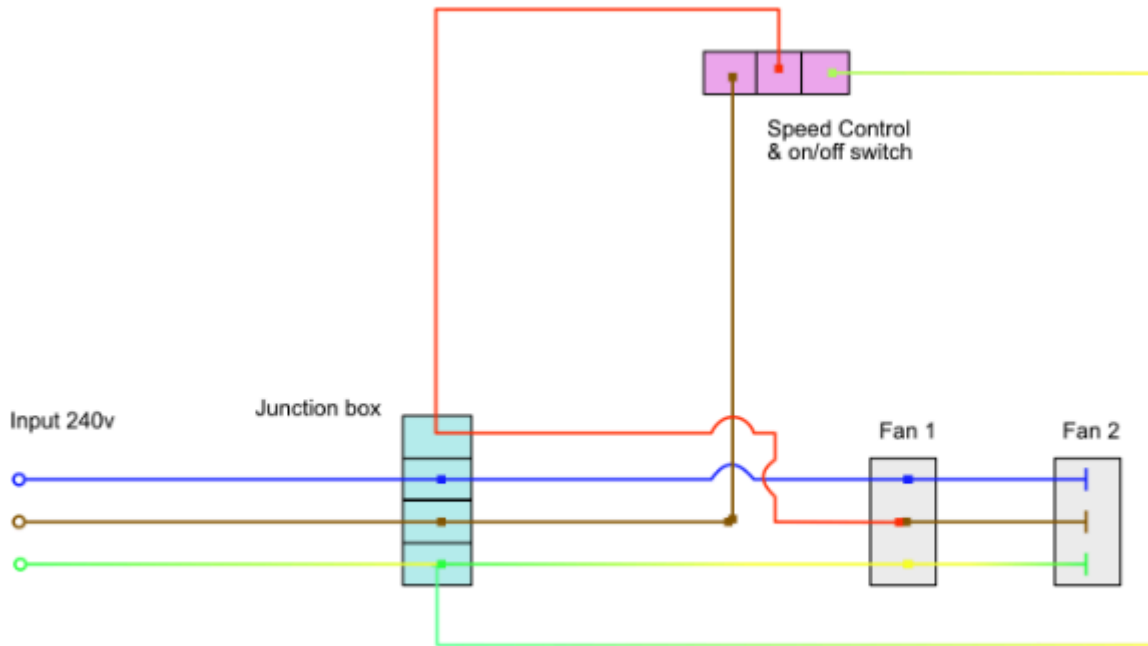 Speed Control
& on/off switch
Input 240v
Junction box
Fan 1
Fan 2